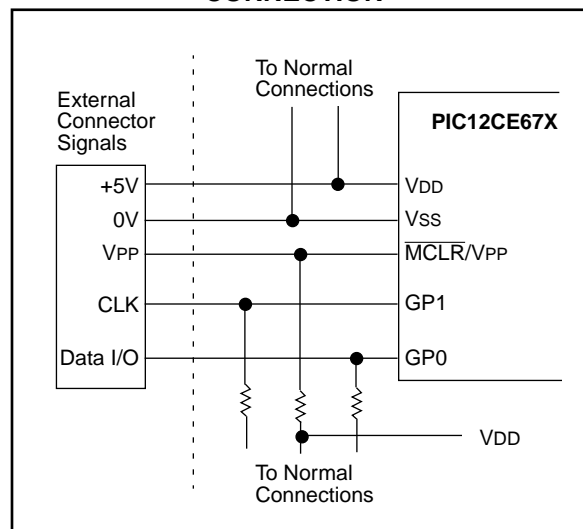 CONNECTION
To Normal
Connections
External
Connector
Signals
PIC12CE67X
+5V
VDD
0V
VSS
VPP
MCLR/VPP
CLK
GP1
Data I/O
GP0
VDD
To Normal
Connections